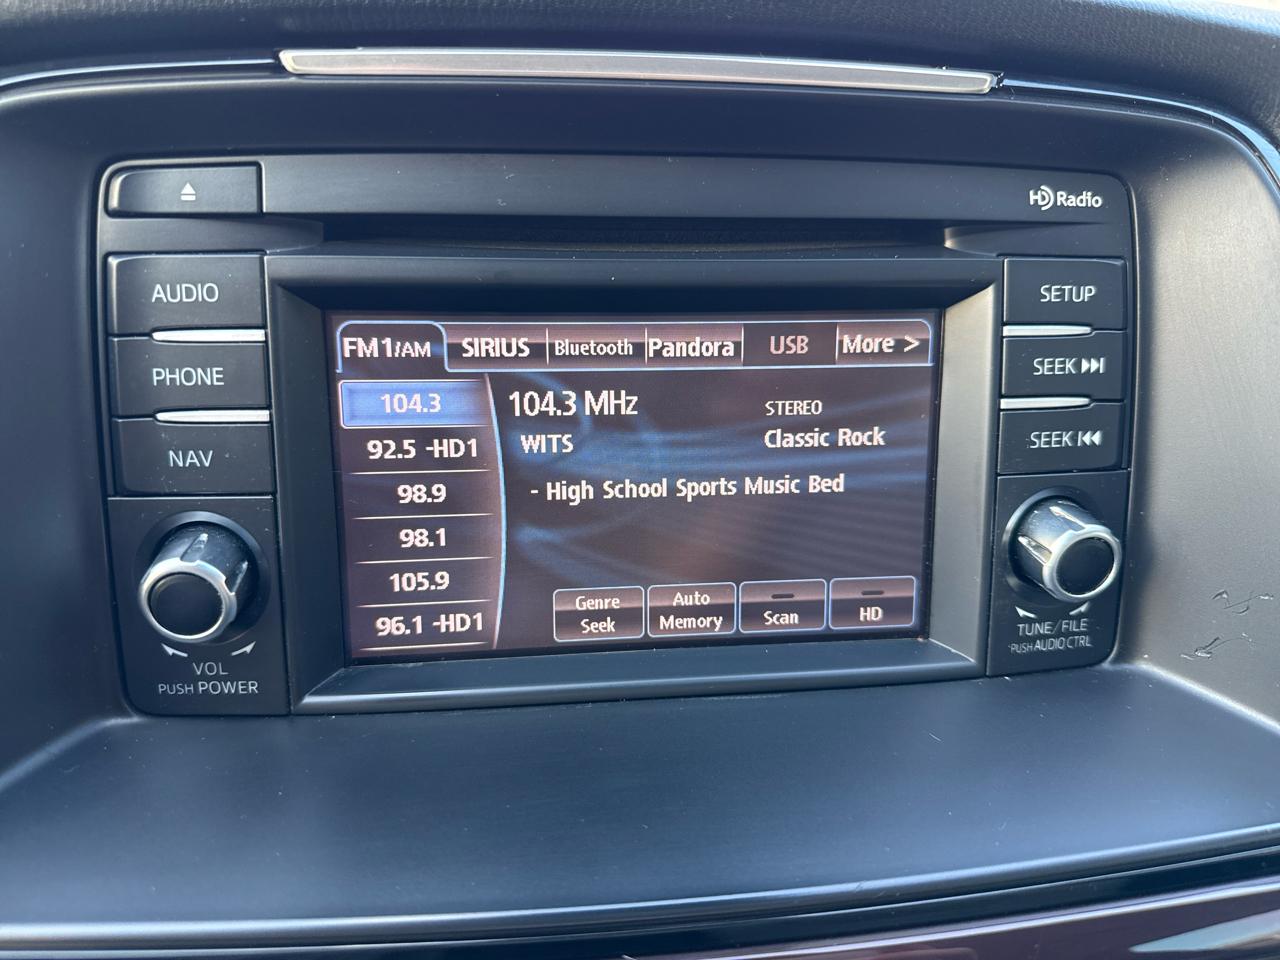 HD Radio
AUDIO
PHONE
NAV
VOL
PUSH POWER
FM1/AM SIRIUS Bluetooth Pandora USB More >
104.3
92.5 -HD1
98.9
98.1
105.9
96.1 -HD1
104.3 MHz
STEREO
WITS
Classic Rock
- High School Sports Music Bed
Genre Seek
Auto Memory
Scan
HD
SETUP
SEEK
SEEK
TUNE/FILE
PUSH AUDIO CTRL